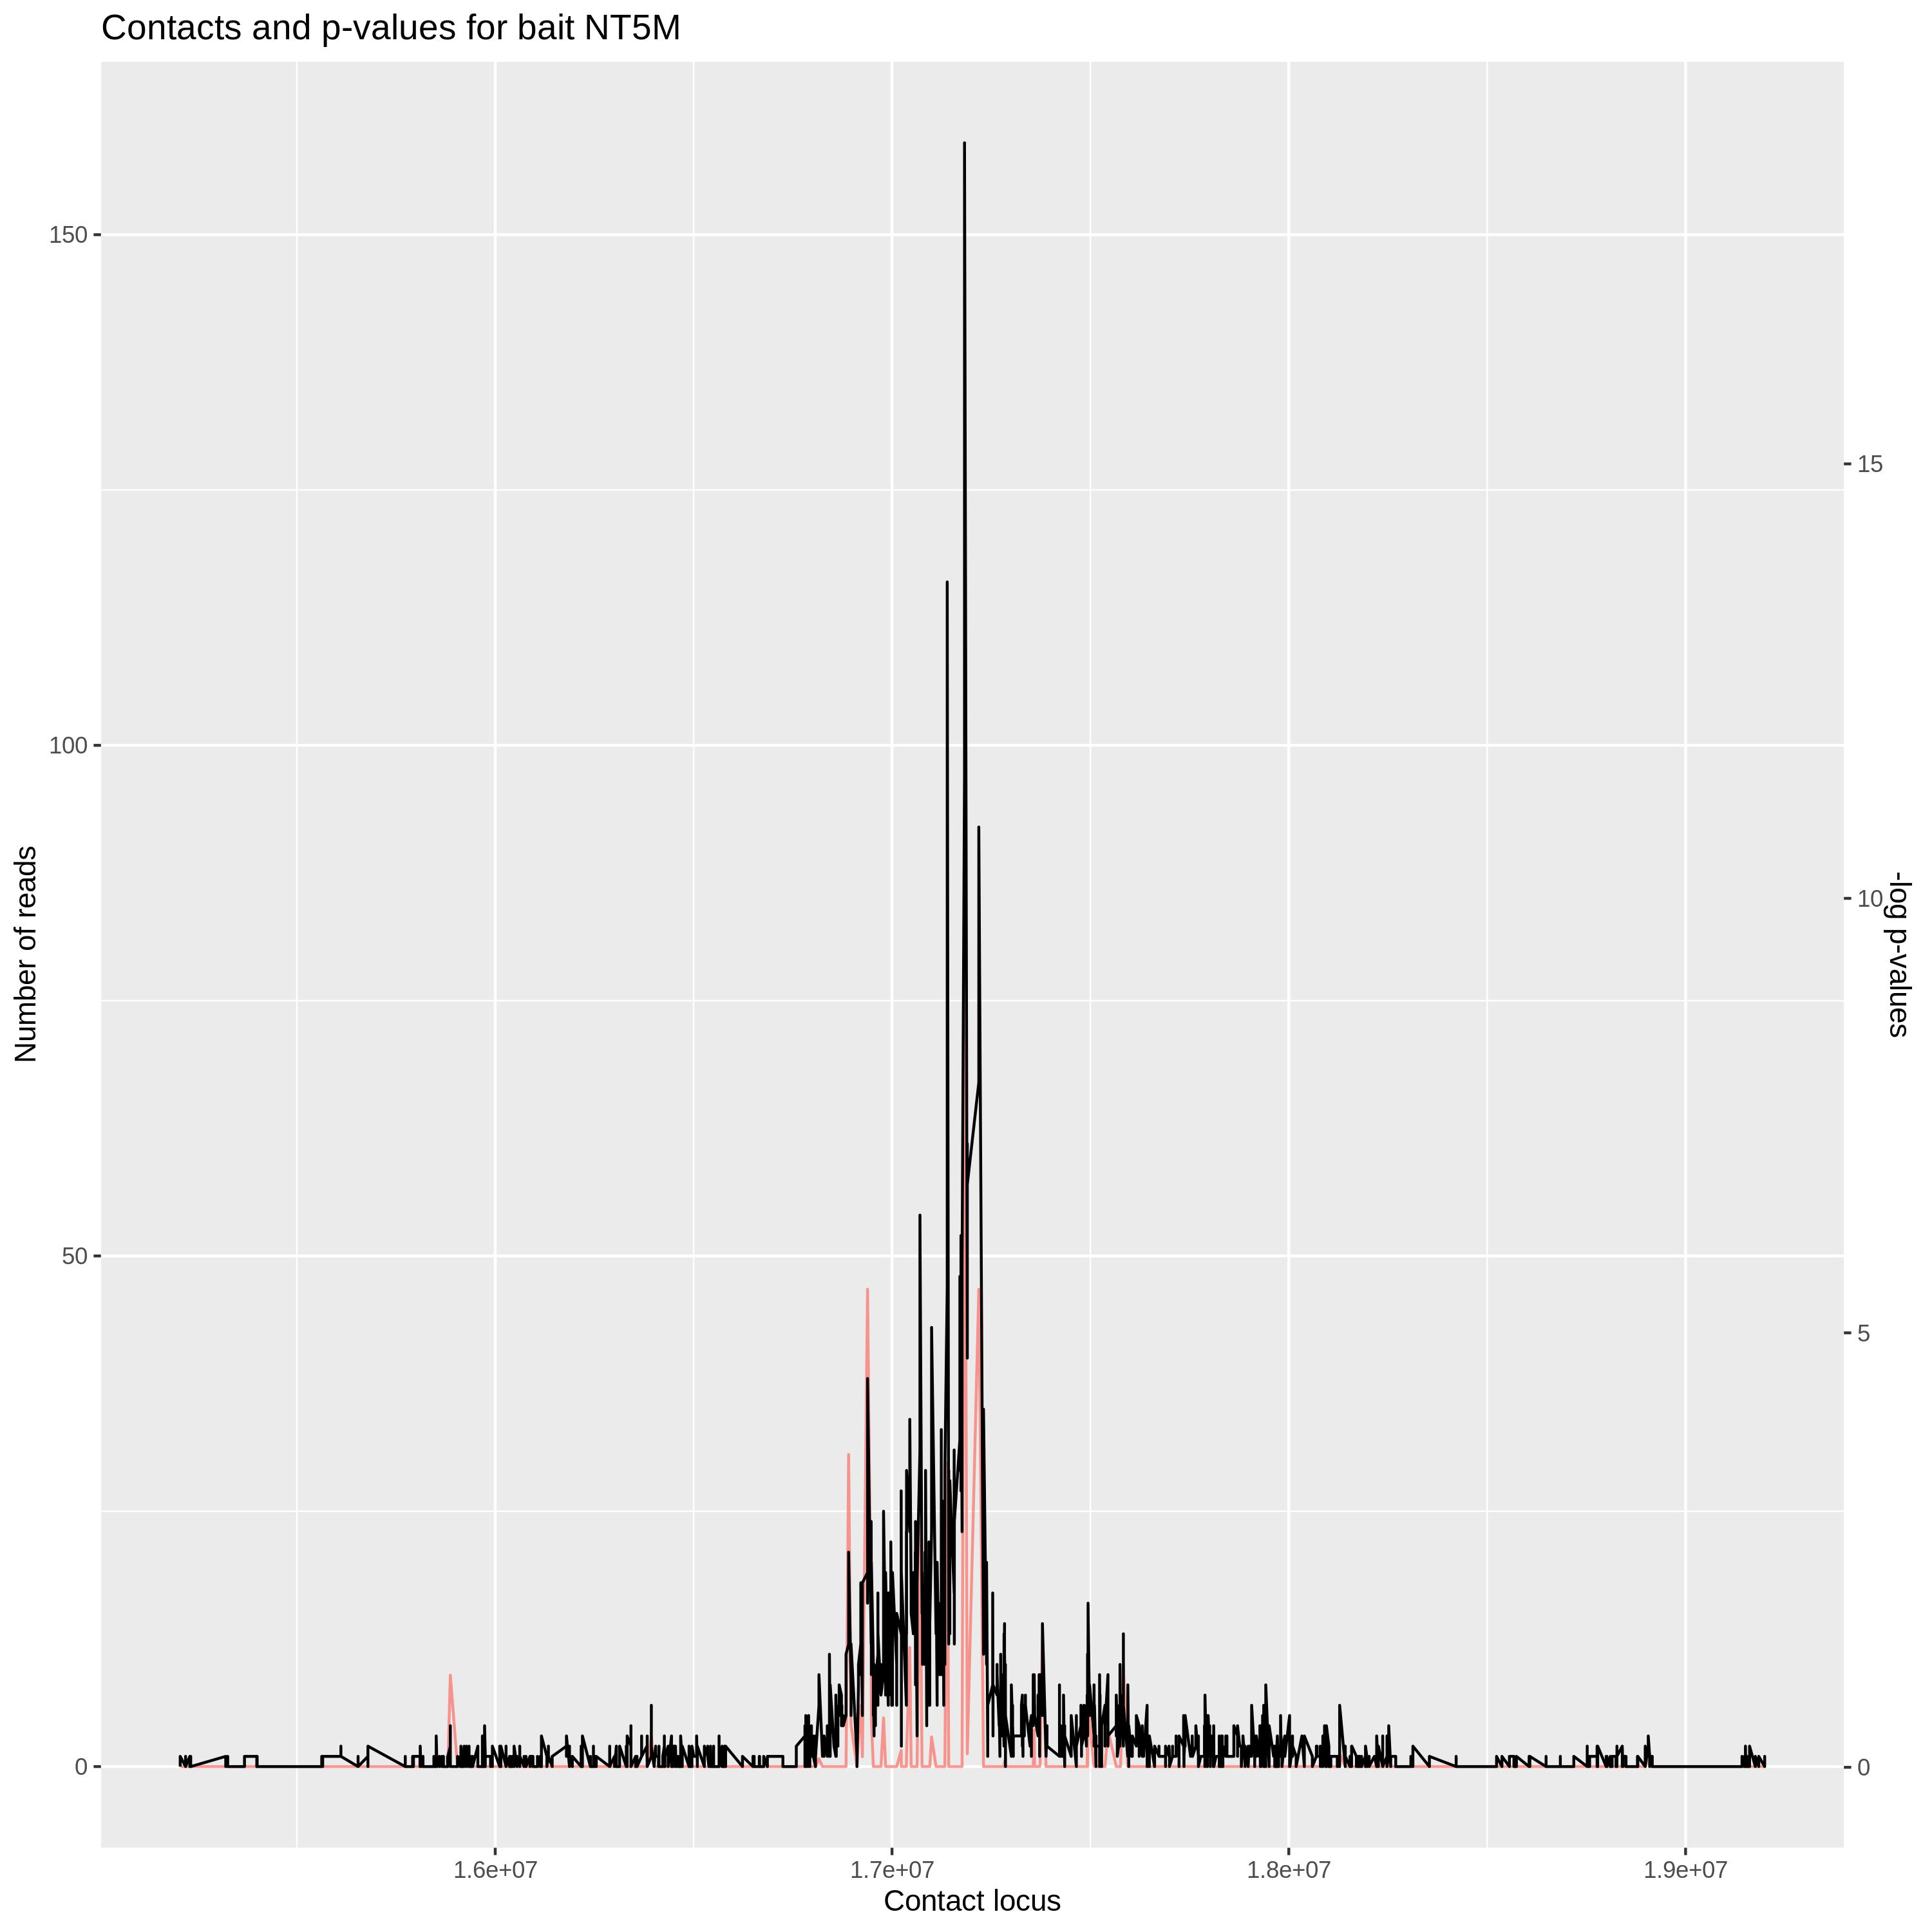 Contacts and p-values for bait NT5M
150
100
50
0
15
10
5
0
Number of reads
-log p-values
1.6e+07
1.7e+07
1.8e+07
1.9e+07
Contact locus